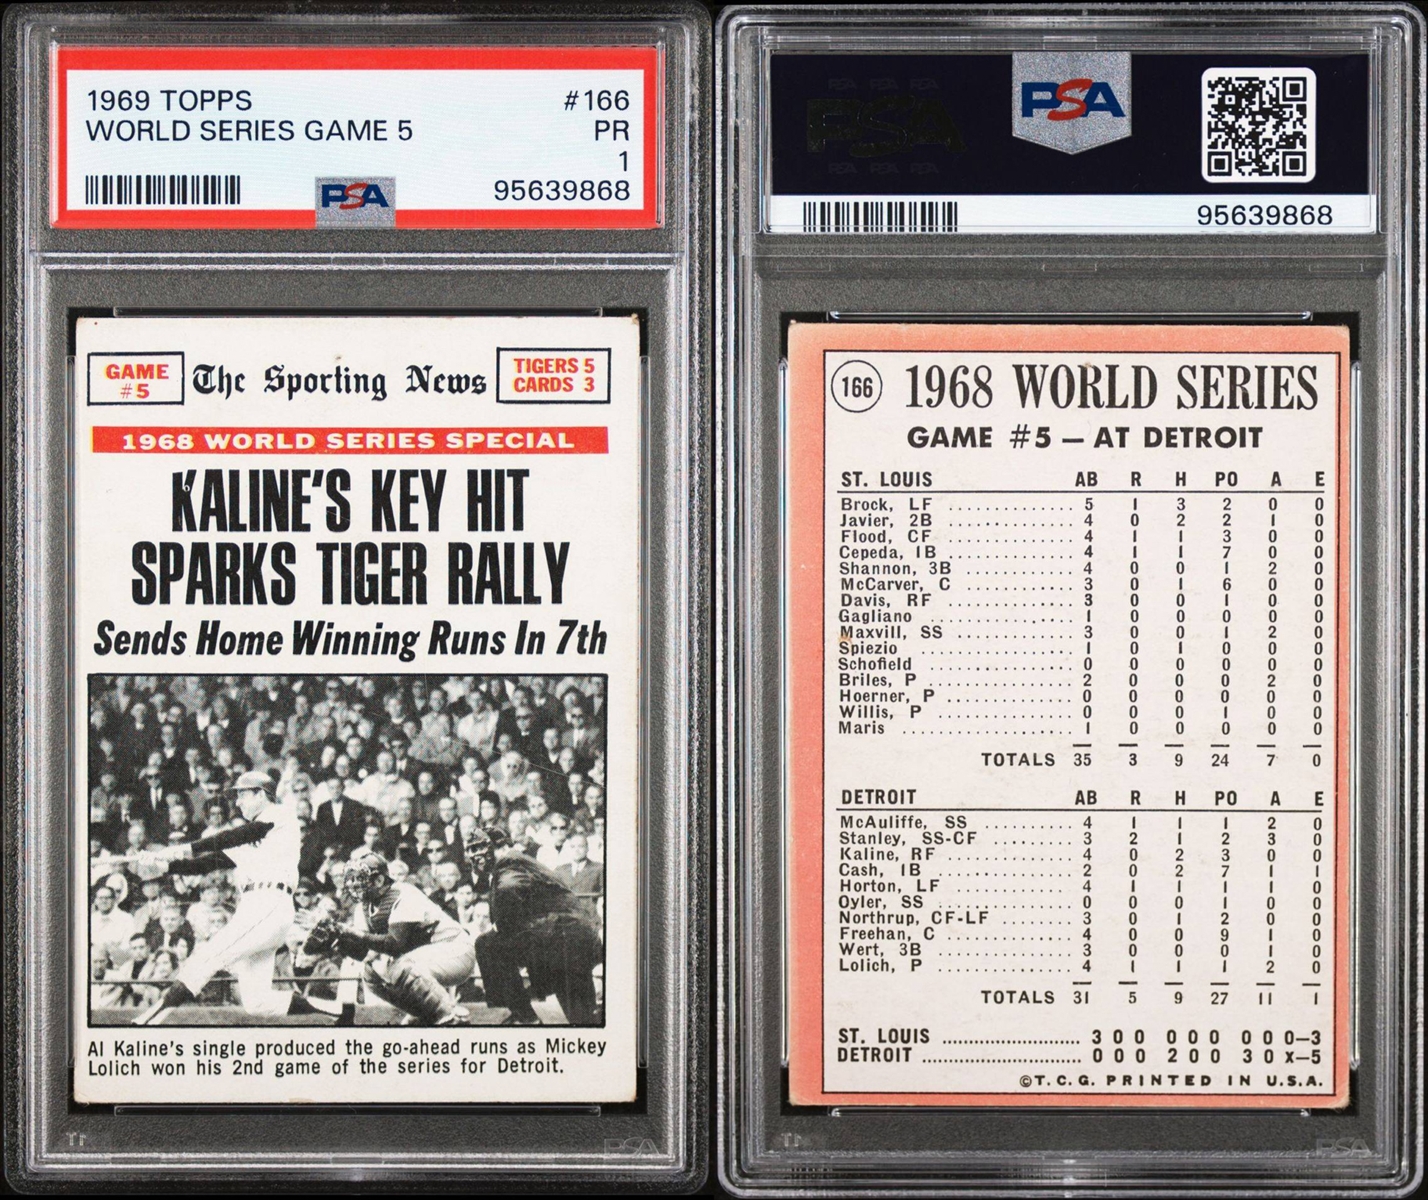 1969 TOPPS #166
WORLD SERIES GAME 5 PR
1
PSA 95639868
GAME #5
The Sporting News
TIGERS 5
CARDS 3
1968 WORLD SERIES SPECIAL
KALINE'S KEY HIT
SPARKS TIGER RALLY
Sends Home Winning Runs In 7th
Al Kaline's single produced the go-ahead runs as Mickey
Lolich won his 2nd game of the series for Detroit.
PSA
PSA
PSA
95639868
166 1968 WORLD SERIES
GAME #5 — AT DETROIT
ST. LOUIS AB R H PO A E
Brock, LF 5 1 3 2 0 0
Javier, 2B 4 0 2 2 1 0
Flood, CF 4 1 1 3 0 0
Cepeda, 1B 4 1 1 7 0 0
Shannon, 3B 4 0 0 1 2 0
McCarver, C 3 0 1 6 0 0
Davis, RF 3 0 0 1 0 0
Gagliano 1 0 0 0 0 0
Maxvill, SS 3 0 0 1 2 0
Spiezio 1 0 1 0 0 0
Schofield 0 0 0 0 0 0
Briles, P 2 0 0 0 2 0
Hoerner, P 0 0 0 0 0 0
Willis, P 0 0 0 1 0 0
Maris 1 0 0 0 0 0
TOTALS 35 3 9 24 7 0
DETROIT AB R H PO A E
McAuliffe, SS 4 1 1 1 2 0
Stanley, SS-CF 3 2 1 2 3 0
Kaline, RF 4 0 2 3 0 0
Cash, 1B 2 0 2 7 1 1
Horton, LF 4 1 1 1 1 0
Oyler, SS 0 0 0 1 0 0
Northrup, CF-LF 3 0 1 2 0 0
Freehan, C 4 0 0 9 1 0
Wert, 3B 3 0 0 0 1 0
Lolich, P 4 1 1 1 2 0
TOTALS 31 5 9 27 11 1
ST. LOUIS 3 0 0 0 0 0 0 0 0—3
DETROIT 0 0 0 2 0 0 3 0 X—5
©T.C.G. PRINTED IN U.S.A.
PSA